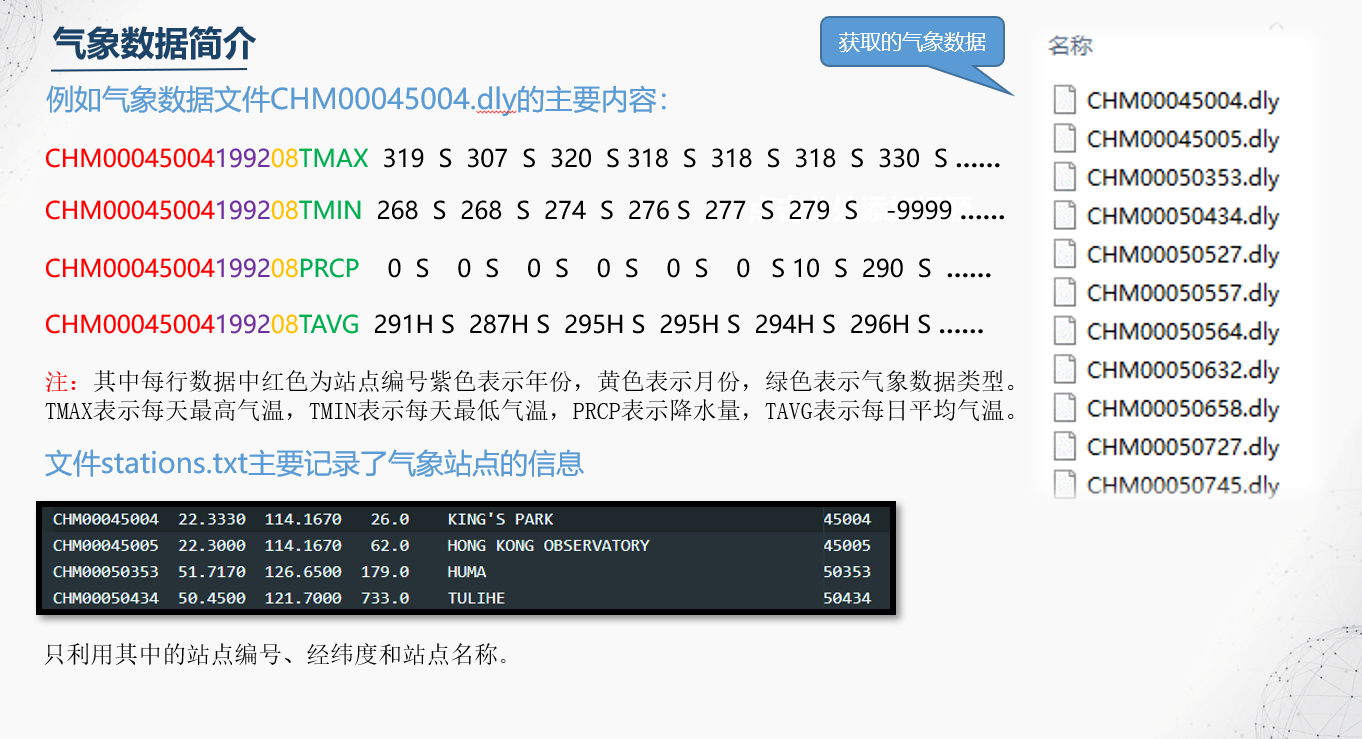 气象数据简介
获取的气象数据
例如气象数据文件CHM00045004.dly的主要内容：
CHM00045004199208TMAX 319 S 307 S 320 S 318 S 318 S 318 S 330 S ……
CHM00045004199208TMIN 268 S 268 S 274 S 276 S 277 S 279 S -9999 ……
CHM00045004199208PRCP 0 S 0 S 0 S 0 S 0 S 0 S 10 S 290 S ……
CHM00045004199208TAVG 291H S 287H S 295H S 295H S 294H S 296H S ……
注：其中每行数据中红色为站点编号紫色表示年份，黄色表示月份，绿色表示气象数据类型。
TMAX表示每天最高气温，TMIN表示每天最低气温，PRCP表示降水量，TAVG表示每日平均气温。
文件stations.txt主要记录了气象站点的信息
CHM00045004 22.3330 114.1670 26.0 KING'S PARK 45004
CHM00045005 22.3000 114.1670 62.0 HONG KONG OBSERVATORY 45005
CHM00050353 51.7170 126.6500 179.0 HUMA 50353
CHM00050434 50.4500 121.7000 733.0 TULIHE 50434
只利用其中的站点编号、经纬度和站点名称。
名称
CHM00045004.dly
CHM00045005.dly
CHM00050353.dly
CHM00050434.dly
CHM00050527.dly
CHM00050557.dly
CHM00050564.dly
CHM00050632.dly
CHM00050658.dly
CHM00050727.dly
CHM00050745.dly